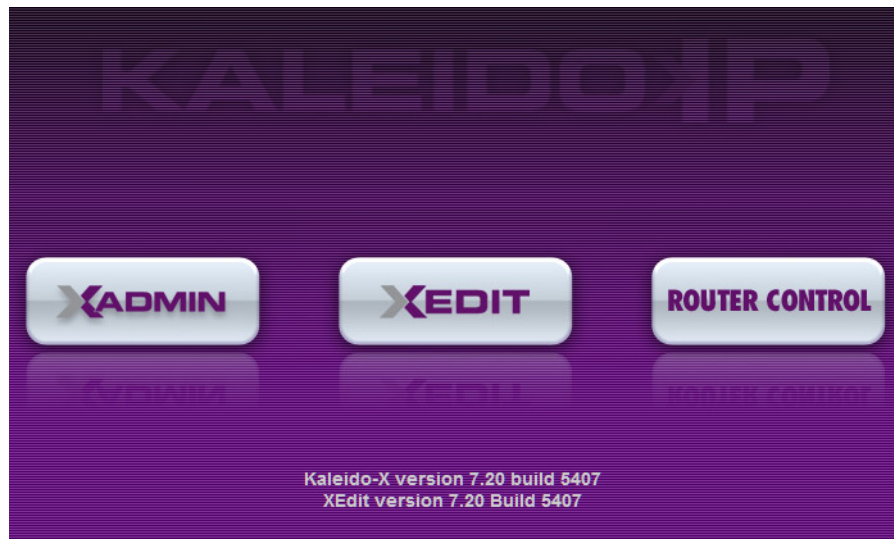 KALEIDO IP
XADMIN
XEDIT
ROUTER CONTROL
Kaleido-X version 7.20 build 5407
XEdit version 7.20 Build 5407